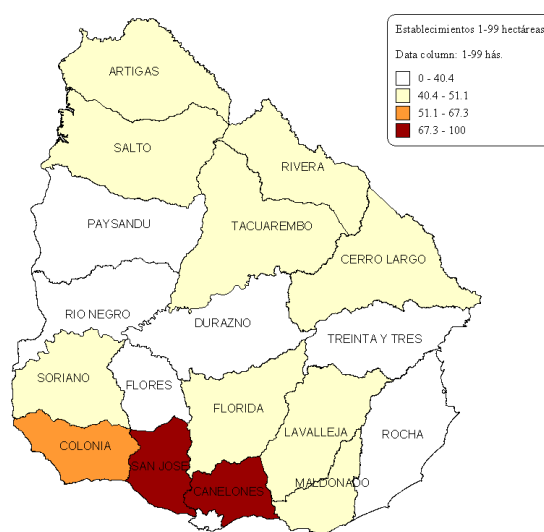 Establecimientos 1-99 hectáreas
Data column: 1-99 hás.
0 - 40.4
40.4 - 51.1
51.1 - 67.3
67.3 - 100
ARTIGAS
SALTO
RIVERA
PAYSANDU
TACUAREMBO
CERRO LARGO
RIO NEGRO
DURAZNO
TREINTA Y TRES
SORIANO
FLORES
FLORIDA
LAVALLEJA
ROCHA
COLONIA
SAN JOSE
CANELONES
MALDONADO